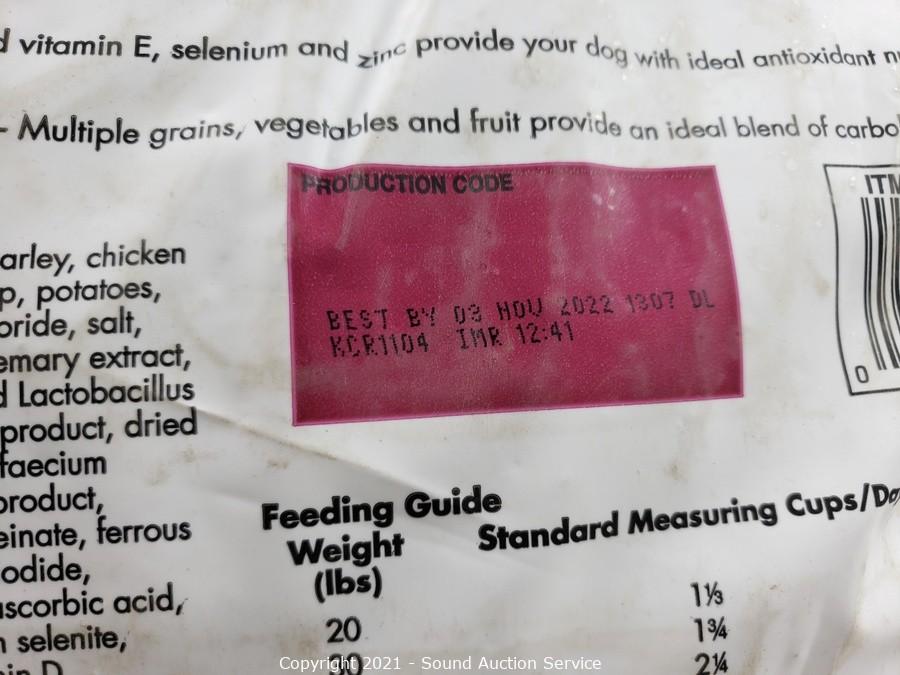 d vitamin E, selenium and zinc provide your dog with ideal antioxidant
- Multiple grains, vegetables and fruit provide an ideal blend of
PRODUCTION CODE
ITM
BEST BY 03 NOV 2022 1307 DL
KCR1104 IMR 12:41
0
arley, chicken
p, potatoes,
oride, salt,
emary extract,
d Lactobacillus
product, dried
faecium
product,
einate, ferrous
odide,
ascorbic acid,
selenite,
Feeding Guide
Weight
(lbs)
Standard Measuring Cups/Da
1⅓
20 1¾
30 2¼
Copyright 2021 - Sound Auction Service